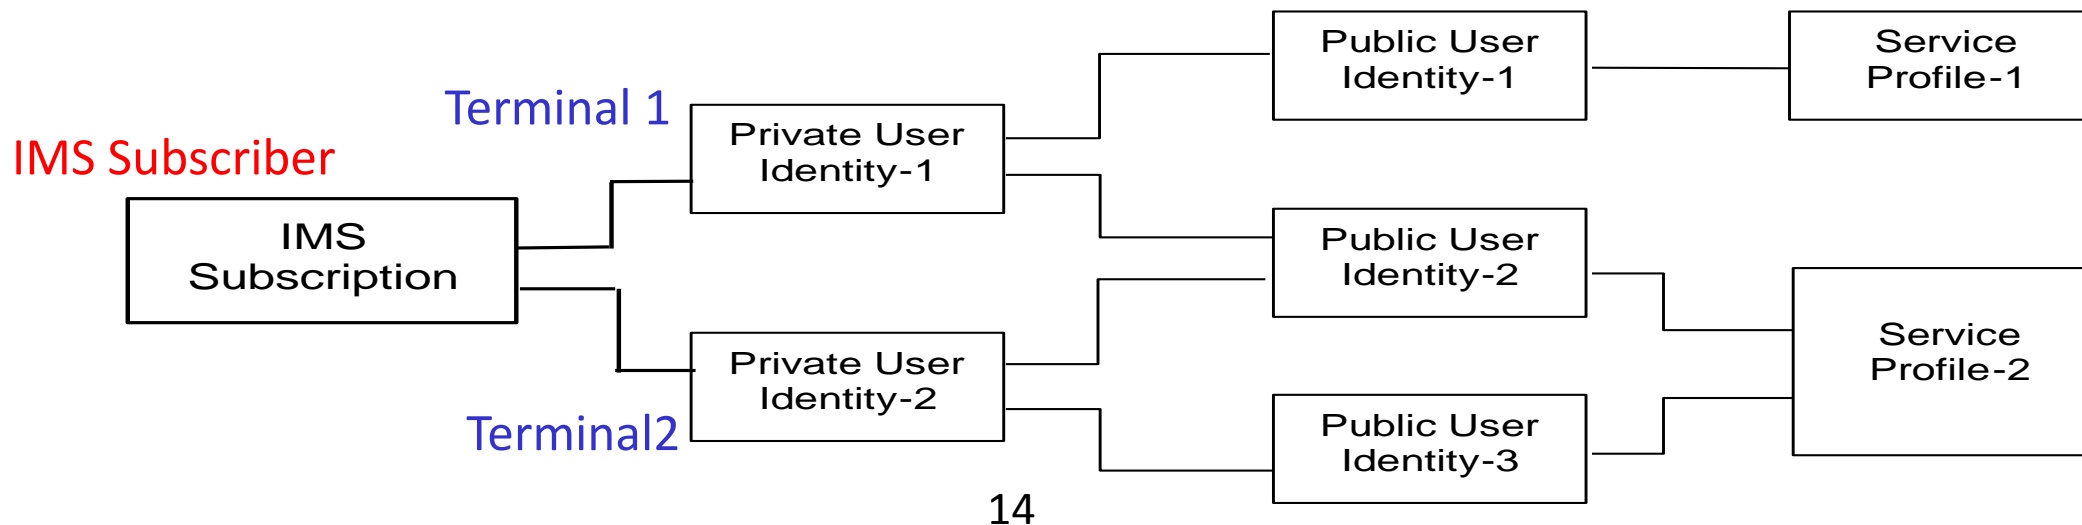 IMS Subscriber
IMS
Subscription
Terminal 1
Private User
Identity-1
Private User
Identity-2
Terminal2
Public User
Identity-1
Public User
Identity-2
Public User
Identity-3
Service
Profile-1
Service
Profile-2
14